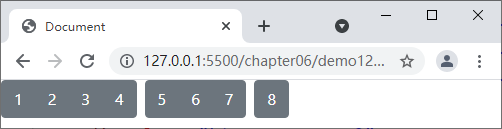 Document
127.0.0.1:5500/chapter06/demo12...
1 2 3 4 5 6 7 8